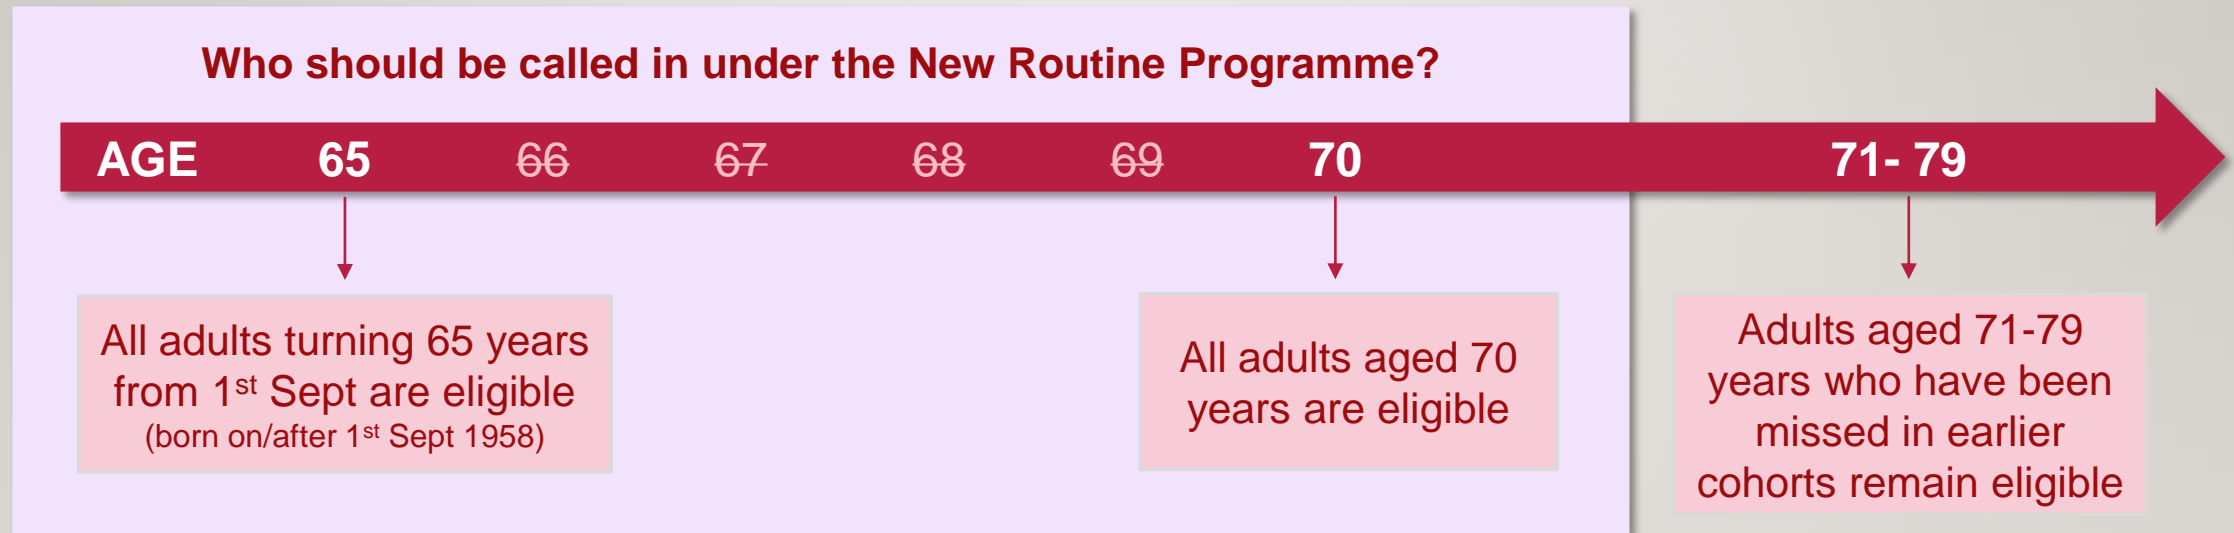 Who should be called in under the New Routine Programme?
AGE 65 66 67 68 69 70 71- 79
All adults turning 65 years
from 1st Sept are eligible
(born on/after 1st Sept 1958)
All adults aged 70
years are eligible
Adults aged 71-79
years who have been
missed in earlier
cohorts remain eligible